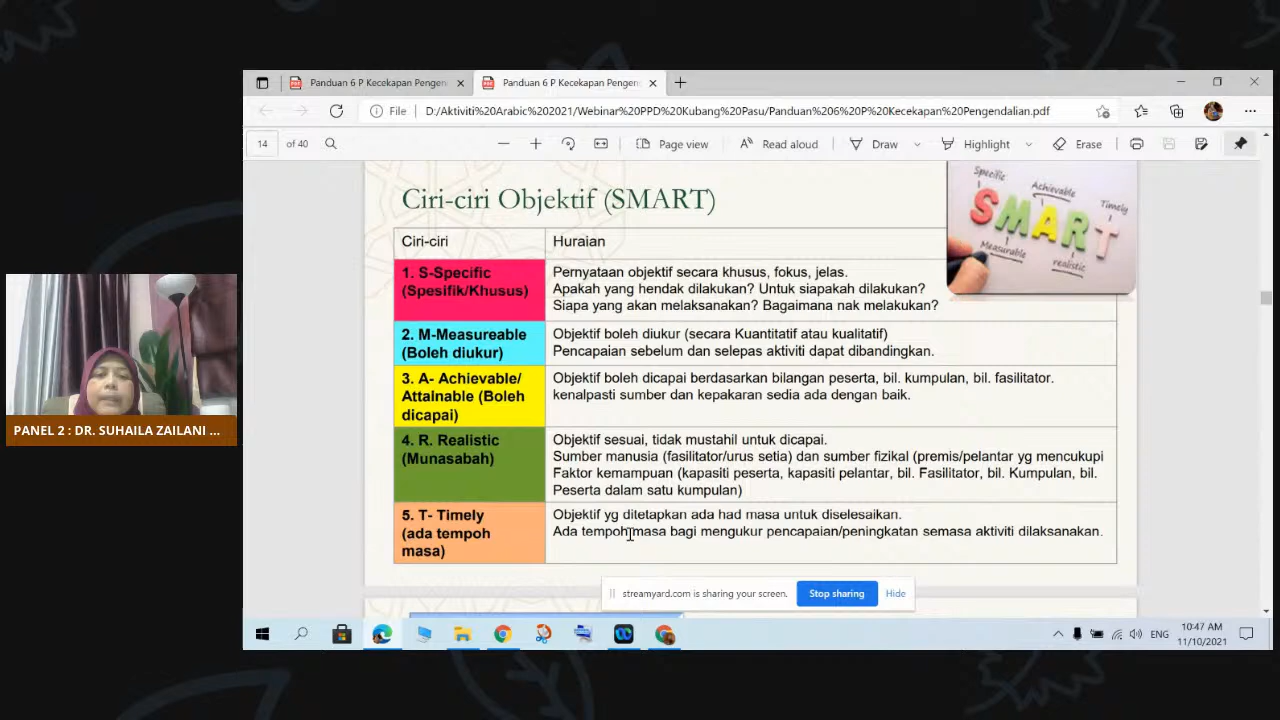 Panduan 6 P Kecekapan Pengen
Panduan 6 P Kecekapan Pengen
File
D:/Aktiviti%20Arabic%202021/Webinar%20PPD%20Kubang%20Pasu/Panduan%206%20P%20Kecekapan%20Pengendalian.pdf
14 of 40
Page view
Read aloud
Draw
Highlight
Erase
Ciri-ciri Objektif (SMART)
Specific
Achievable
Timely
SMART
Measurable
realistic
Ciri-ciri
Huraian
1. S-Specific
(Spesifik/Khusus)
Pernyataan objektif secara khusus, fokus, jelas.
Apakah yang hendak dilakukan? Untuk siapakah dilakukan?
Siapa yang akan melaksanakan? Bagaimana nak melakukan?
2. M-Measureable
(Boleh diukur)
Objektif boleh diukur (secara Kuantitatif atau kualitatif)
Pencapaian sebelum dan selepas aktiviti dapat dibandingkan.
3. A- Achievable/
Attainable (Boleh
dicapai)
Objektif boleh dicapai berdasarkan bilangan peserta, bil. kumpulan, bil. fasilitator.
kenalpasti sumber dan kepakaran sedia ada dengan baik.
4. R. Realistic
(Munasabah)
Objektif sesuai, tidak mustahil untuk dicapai.
Sumber manusia (fasilitator/urus setia) dan sumber fizikal (premis/pelantar yg mencukupi
Faktor kemampuan (kapasiti peserta, kapasiti pelantar, bil. Fasilitator, bil. Kumpulan, bil.
Peserta dalam satu kumpulan)
5. T- Timely
(ada tempoh
masa)
Objektif yg ditetapkan ada had masa untuk diselesaikan.
Ada tempoh masa bagi mengukur pencapaian/peningkatan semasa aktiviti dilaksanakan.
PANEL 2 : DR. SUHAILA ZAILANI ...
streamyard.com is sharing your screen.
Stop sharing
Hide
ENG
10:47 AM
11/10/2021